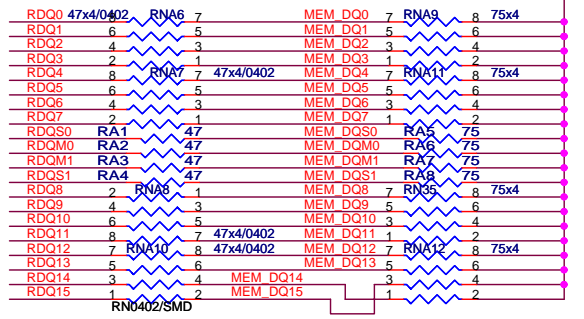 RDQ0 47x4/0402 8 RNA6 7 MEM_DQ0 7 RNA9 8 75x4
RDQ1 6 5 MEM_DQ1 5 6
RDQ2 4 3 MEM_DQ2 3 4
RDQ3 2 1 MEM_DQ3 1 2
RDQ4 8 RNA7 7 47x4/0402 MEM_DQ4 7 RNA11 8 75x4
RDQ5 6 5 MEM_DQ5 5 6
RDQ6 4 3 MEM_DQ6 3 4
RDQ7 2 1 MEM_DQ7 1 2
RDQS0 RA1 47 MEM_DQS0 RA5 75
RDQM0 RA2 47 MEM_DQM0 RA6 75
RDQM1 RA3 47 MEM_DQM1 RA7 75
RDQS1 RA4 47 MEM_DQS1 RA8 75
RDQ8 2 RNA8 1 MEM_DQ8 7 RN35 8 75x4
RDQ9 4 3 MEM_DQ9 5 6
RDQ10 6 5 MEM_DQ10 3 4
RDQ11 8 7 47x4/0402 MEM_DQ11 1 2
RDQ12 7 RNA10 8 47x4/0402 MEM_DQ12 7 RNA12 8 75x4
RDQ13 5 6 MEM_DQ13 5 6
RDQ14 3 4 MEM_DQ14 3 4
RDQ15 1 2 MEM_DQ15 1 2
RN0402/SMD